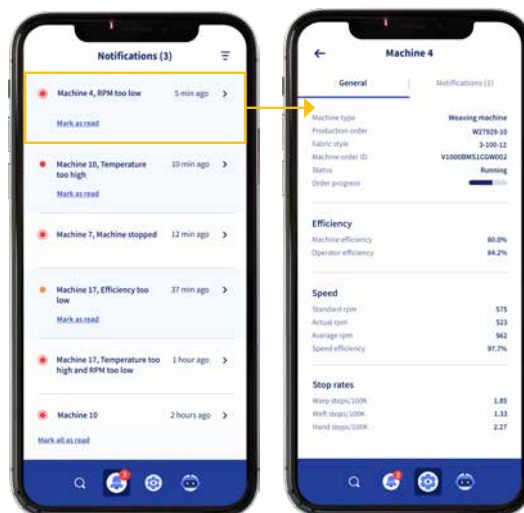 Notifications (3)
Machine 4, RPM too low
5 min ago
Mark as read
Machine 10, Temperature
too high
10 min ago
Mark as read
Machine 7, Machine stopped
12 min ago
Machine 17, Efficiency too
low
37 min ago
Mark as read
Machine 17, Temperature too
high and RPM too low
1 hour ago
Machine 10
2 hours ago
Mark all as read
Machine 4
General
Notifications (1)
Machine type
Weaving machine
Production order
W27929-10
Fabric style
3-100-12
Machine order ID
V1000BMS1CGW002
Status
Running
Order progress
Efficiency
Machine efficiency
80.0%
Operator efficiency
84.2%
Speed
Standard rpm
575
Actual rpm
523
Average rpm
562
Speed efficiency
97.7%
Stop rates
Warp stops/100K
1.85
Weft stops/100K
1.33
Hand stops/100K
2.27